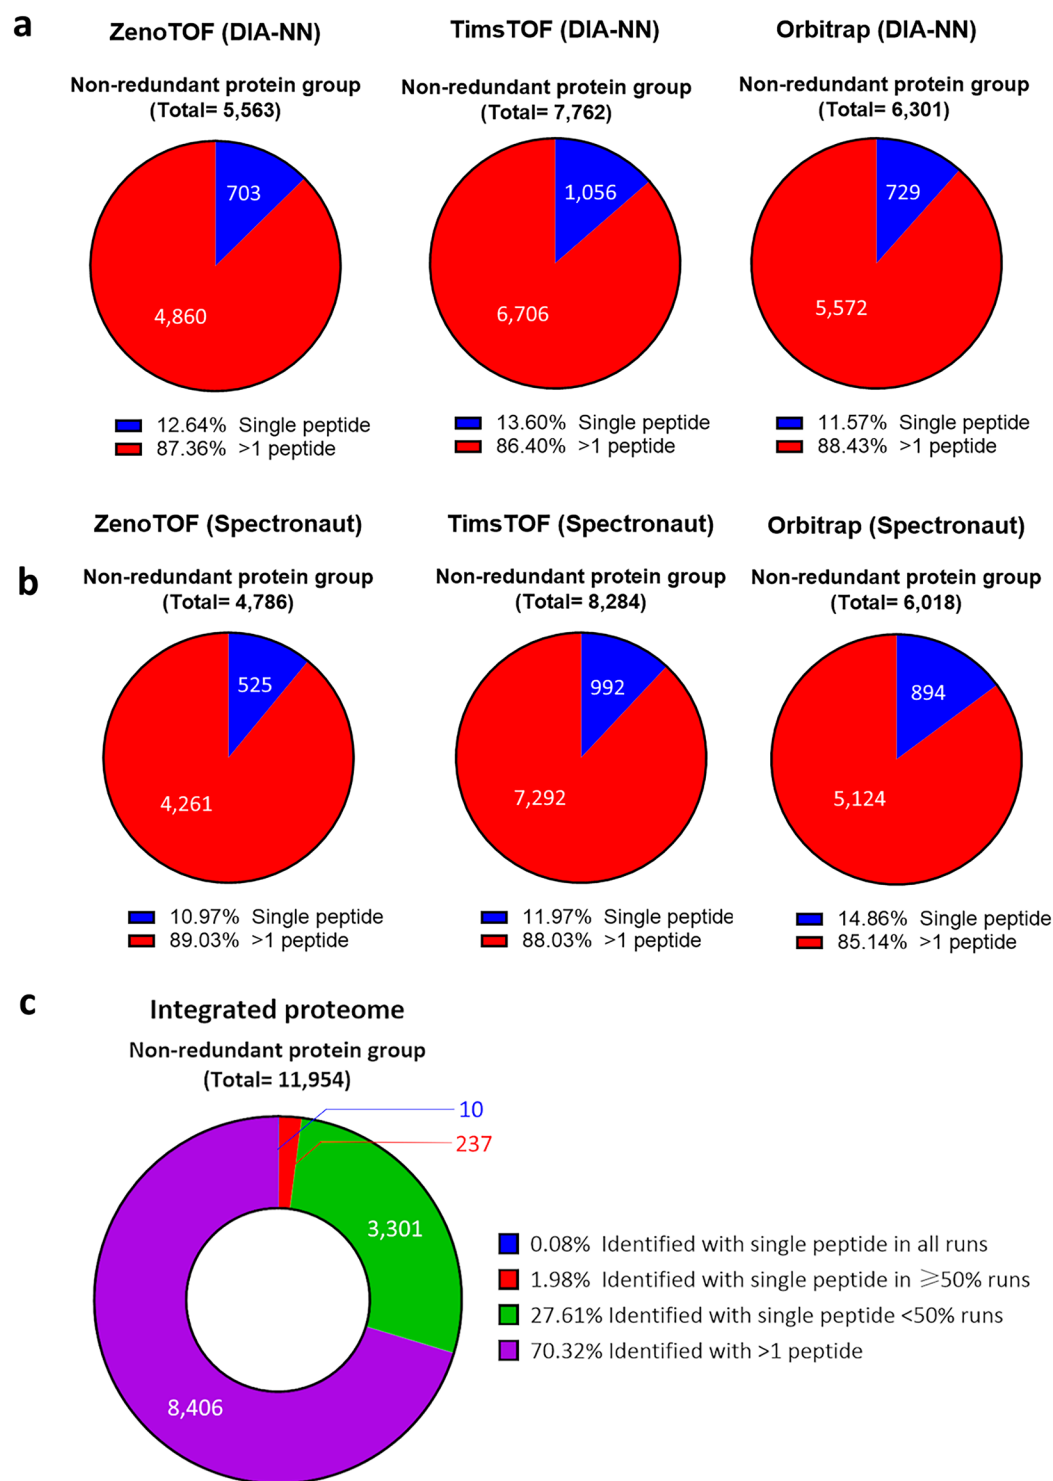 a
ZenoTOF (DIA-NN)
Non-redundant protein group
(Total= 5,563)
703
4,860
12.64% Single peptide
87.36% >1 peptide
TimsTOF (DIA-NN)
Non-redundant protein group
(Total= 7,762)
1,056
6,706
13.60% Single peptide
86.40% >1 peptide
Orbitrap (DIA-NN)
Non-redundant protein group
(Total= 6,301)
729
5,572
11.57% Single peptide
88.43% >1 peptide
b
ZenoTOF (Spectronaut)
Non-redundant protein group
(Total= 4,786)
525
4,261
10.97% Single peptide
89.03% >1 peptide
TimsTOF (Spectronaut)
Non-redundant protein group
(Total= 8,284)
992
7,292
11.97% Single peptide
88.03% >1 peptide
Orbitrap (Spectronaut)
Non-redundant protein group
(Total= 6,018)
894
5,124
14.86% Single peptide
85.14% >1 peptide
c
Integrated proteome
Non-redundant protein group
(Total= 11,954)
10
237
3,301
8,406
0.08% Identified with single peptide in all runs
1.98% Identified with single peptide in ⩾50% runs
27.61% Identified with single peptide <50% runs
70.32% Identified with >1 peptide